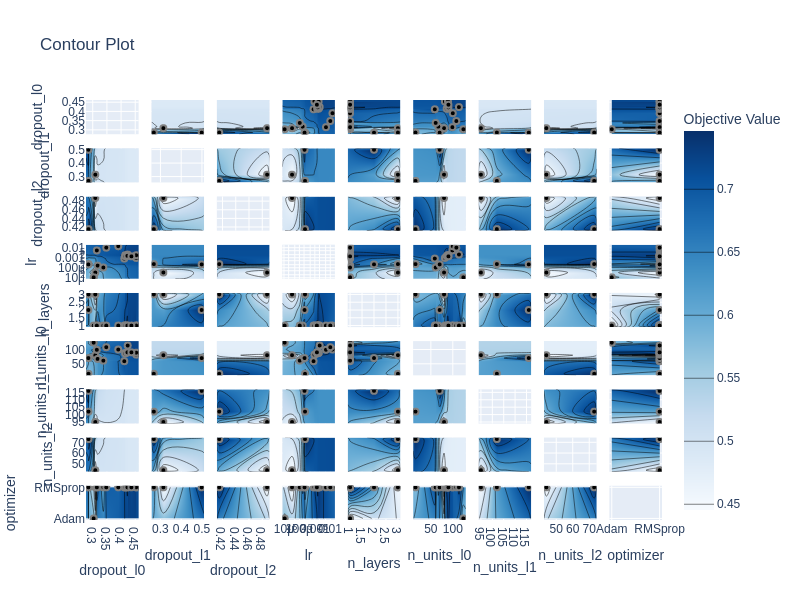 Contour Plot
Objective Value
dropout_l0
0.45
0.4
0.35
0.3
dropout_l1
0.5
0.4
0.3
dropout_l2
0.48
0.46
0.44
0.42
lr
0.01
0.001
n_layers
3
2.5
2
1.5
1
n_units_l0
100
50
n_units_l1
115
110
105
100
95
n_units_l2
70
60
50
optimizer
RMSprop
Adam
0.7
0.65
0.6
0.55
0.5
0.45
0.3 0.35 0.4 0.45
0.3 0.4 0.5
0.42 0.44 0.46 0.48
1 1.5 2 2.5 3
50 100
95 100 105 110 115
50 60 70
Adam RMSprop
dropout_l0 dropout_l1 dropout_l2 lr n_layers n_units_l0 n_units_l1 n_units_l2 optimizer